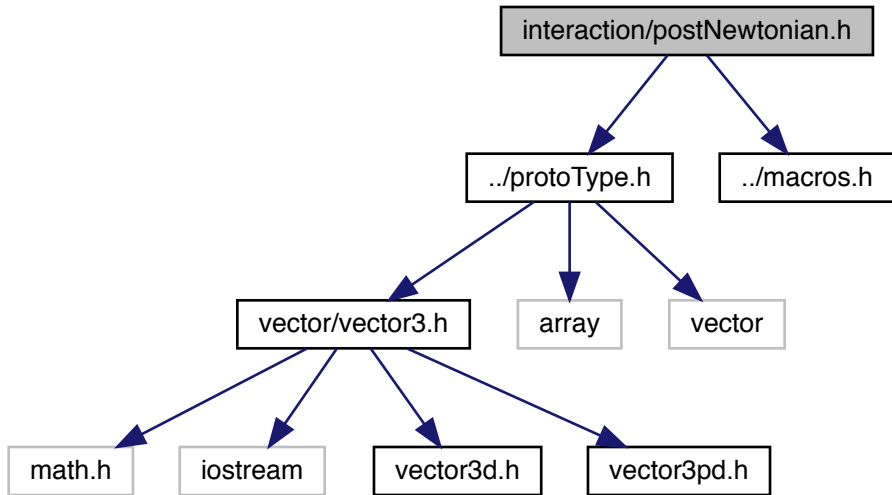 interaction/postNewtonian.h
../protoType.h
../macros.h
vector/vector3.h
array
vector
math.h
iostream
vector3d.h
vector3pd.h